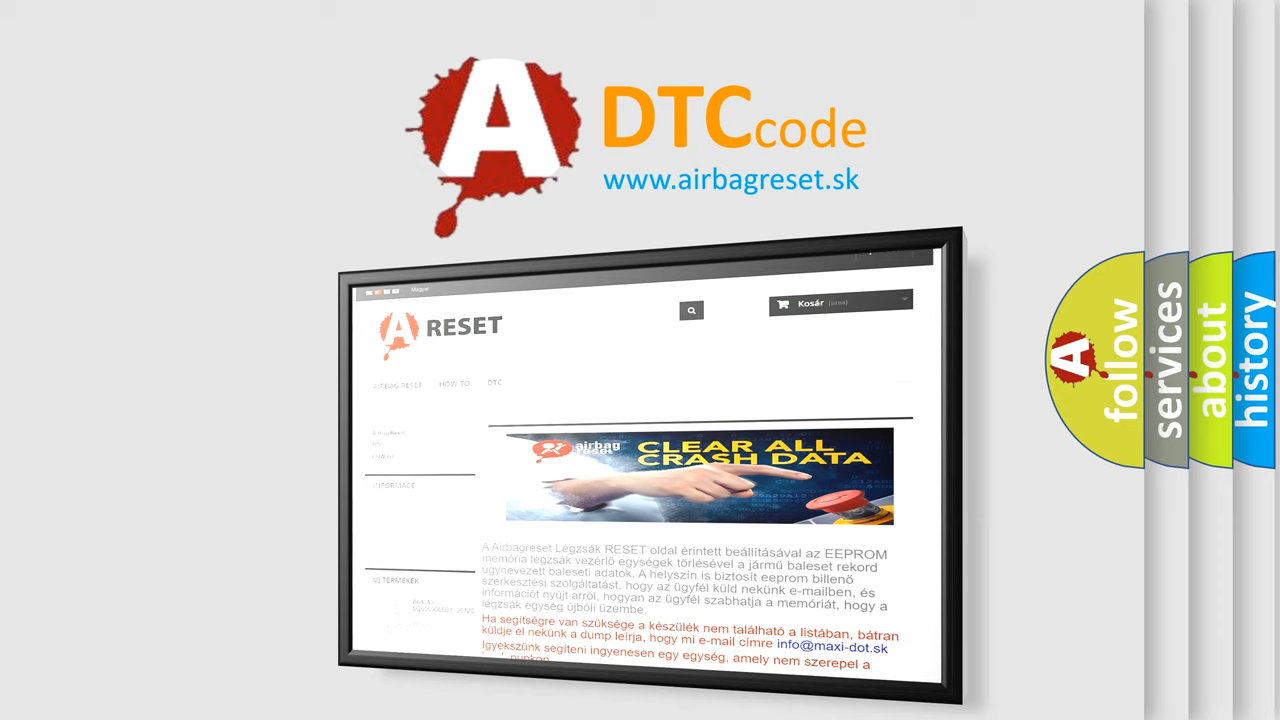 A
DTC code
www.airbagreset.sk
Magyar
Kosár (üres)
A RESET
AIRBAG RESET HOW TO DTC
airbag
reset
CLEAR ALL
CRASH DATA
INFORMACE
A Airbagreset Légzsák RESET oldal érintett beállításával az EEPROM
memória légzsák vezérlő egységek törlésével a jármű baleset rekord
úgynevezett baleseti adatok. A helyszín is biztosít eeprom billenő
szerkesztési szolgáltatást, hogy az ügyfél küld nekünk e-mailben, és
információt nyújt arról, hogyan az ügyfél szabhatja a memóriát, hogy a
légzsák egység újbóli üzembe.
ÚJ TERMÉKEK
Ha segítségre van szüksége a készülék nem található a listában, bátran
küldje el nekünk a dump leírja, hogy mi e-mail címre info@maxi-dot.sk
Igyekszünk segíteni ingyenesen egy egység, amely nem szerepel a
A
follow
services
about
history